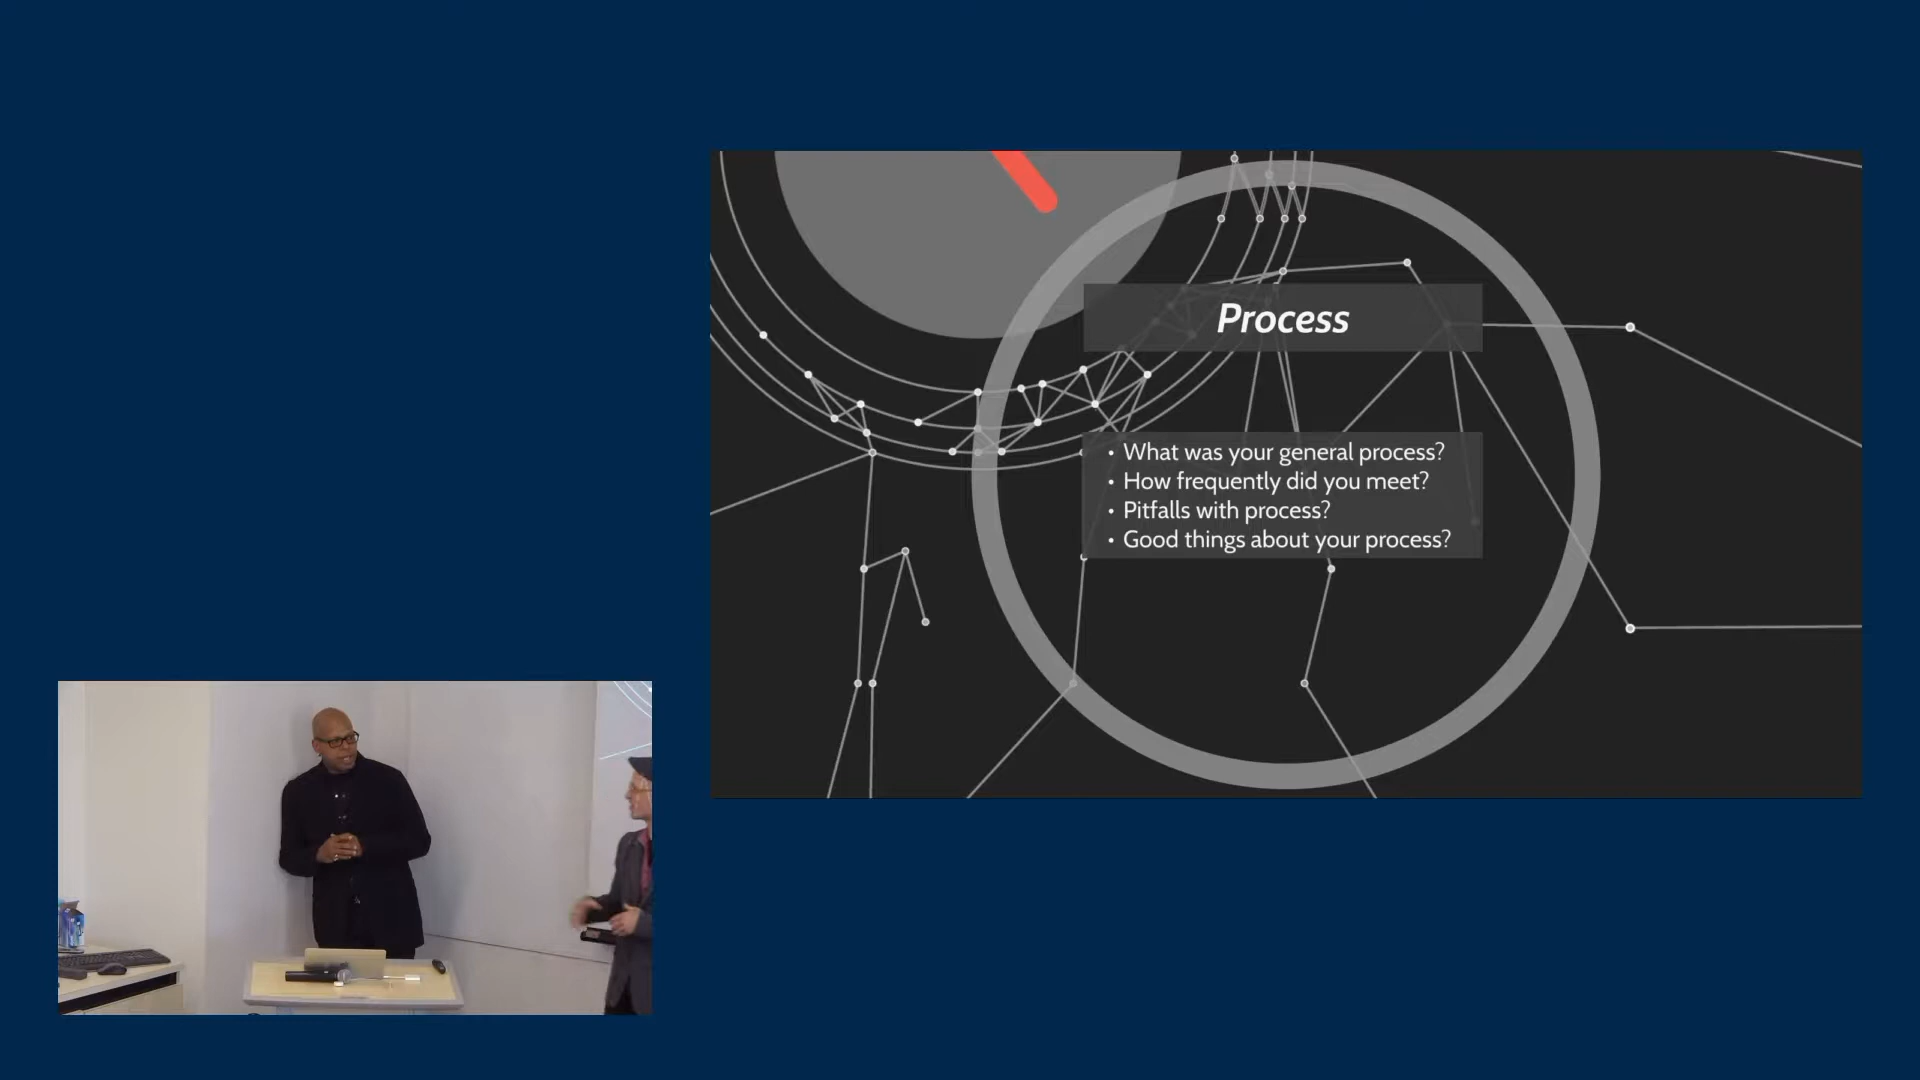 Process
• What was your general process?
• How frequently did you meet?
• Pitfalls with process?
• Good things about your process?